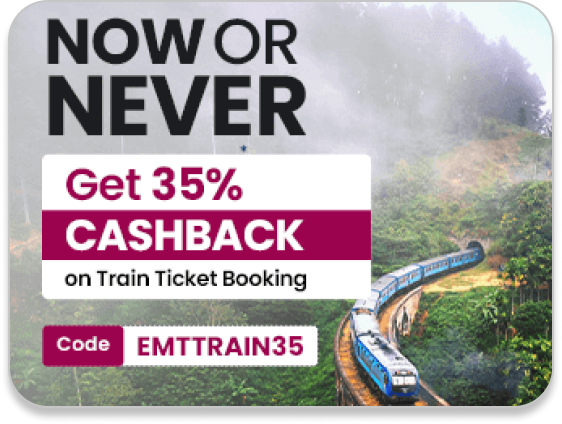 NOW OR
NEVER
Get 35%
CASHBACK
on Train Ticket Booking
Code EMTTRAIN35